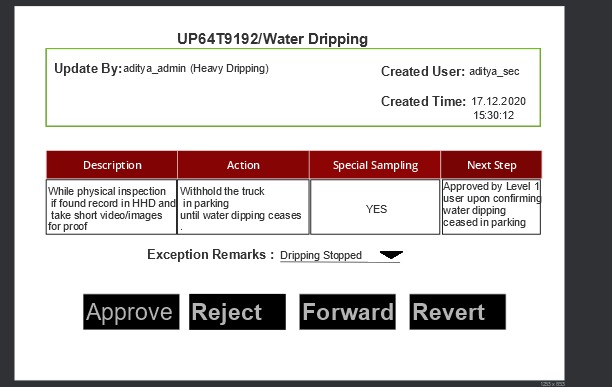 UP64T9192/Water Dripping
Update By:aditya_admin (Heavy Dripping)
Created User: aditya_sec
Created Time: 17.12.2020
15:30:12
Description Action Special Sampling Next Step
While physical inspection
if found record in HHD and
take short video/images
for proof
Withhold the truck
in parking
until water dipping ceases
.
YES
Approved by Level 1
user upon confirming
water dipping
ceased in parking
Exception Remarks : Dripping Stopped
Approve Reject Forward Revert